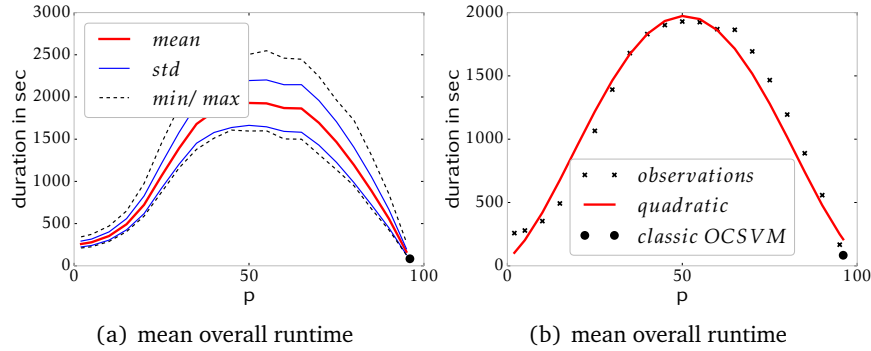 3000
2500
2000
1500
1000
500
0
duration in sec
mean
std
min/ max
0
50
100
p
(a) mean overall runtime
2000
1500
1000
500
0
duration in sec
observations
quadratic
classic OCSVM
0
50
100
p
(b) mean overall runtime